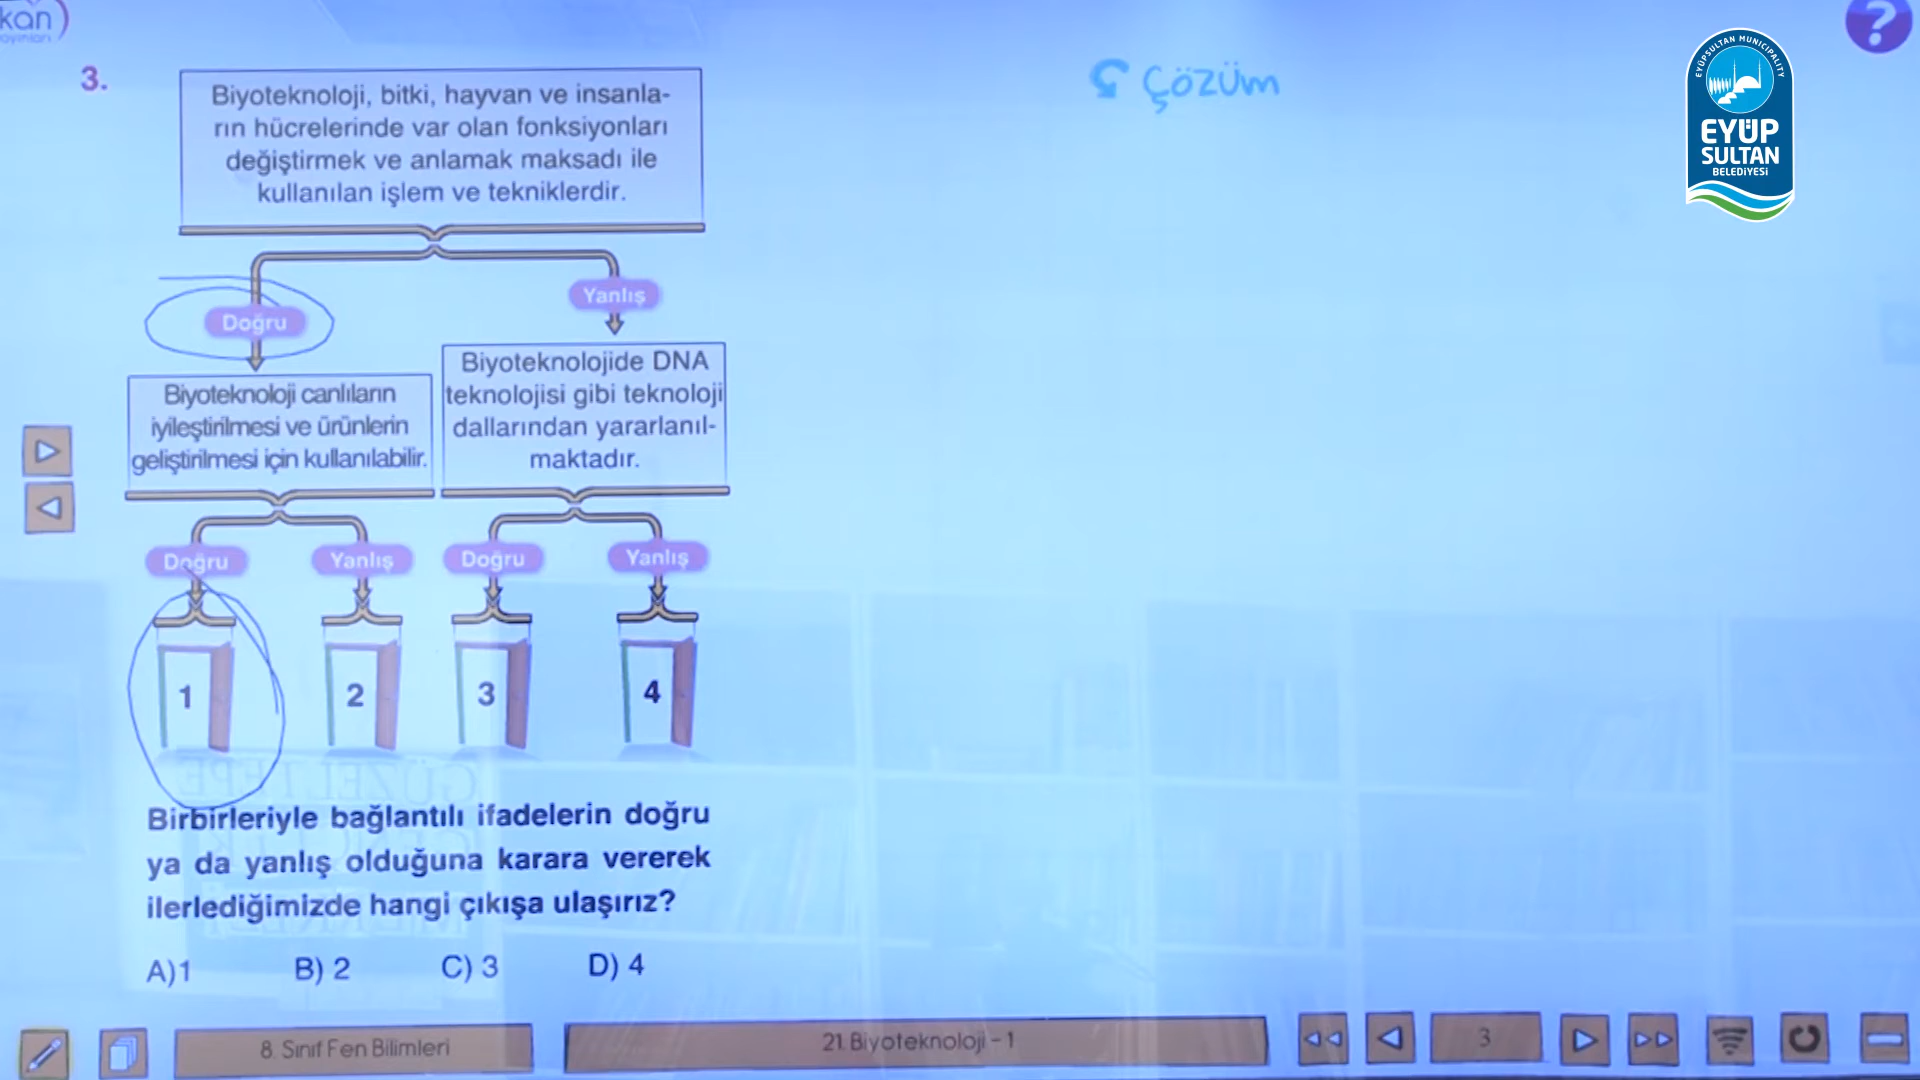 kan
3.
Biyoteknoloji, bitki, hayvan ve insanla-
rın hücrelerinde var olan fonksiyonları
değiştirmek ve anlamak maksadı ile
kullanılan işlem ve tekniklerdir.
Çözüm
?
EYÜPSULTAN MUNICIPALITY
EYÜP
SULTAN
BELEDİYESİ
Doğru
Yanlış
Biyoteknoloji canlıların
iyileştirilmesi ve ürünlerin
geliştirilmesi için kullanılabilir.
Biyoteknolojide DNA
teknolojisi gibi teknoloji
dallarından yararlanıl-
maktadır.
Doğru
Yanlış
Doğru
Yanlış
1
2
3
4
GÜZELTEPE
Birbirleriyle bağlantılı ifadelerin doğru
ya da yanlış olduğuna karara vererek
ilerlediğimizde hangi çıkışa ulaşırız?
A)1
B) 2
C) 3
D) 4
8. Sınıf Fen Bilimleri
21. Biyoteknoloji - 1
3